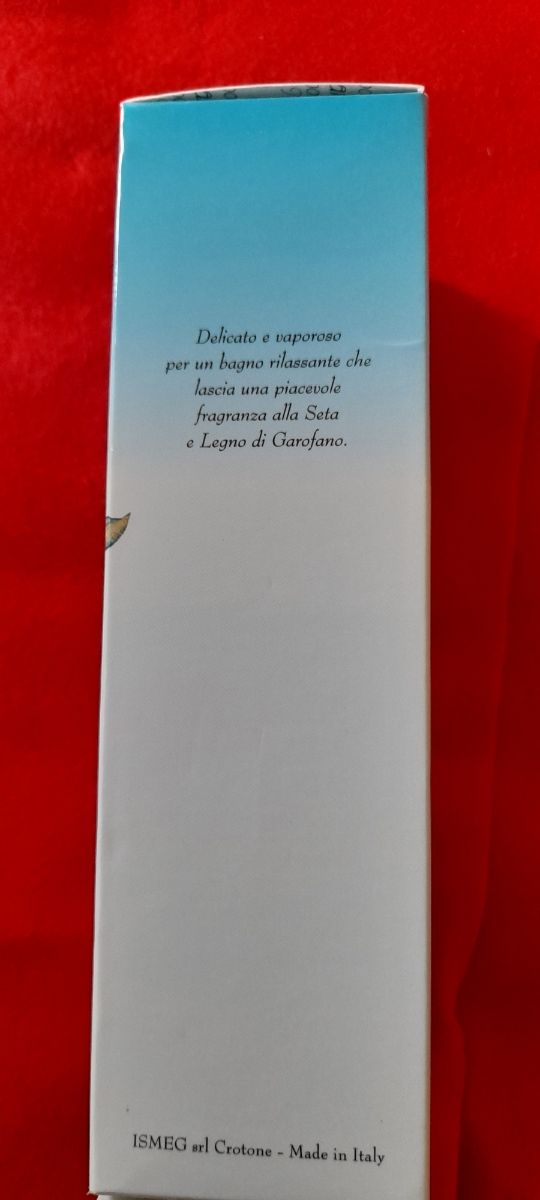 Delicato e vaporoso
per un bagno rilassante che
lascia una piacevole
fragranza alla Seta
e Legno di Garofano.
ISMEG srl Crotone - Made in Italy